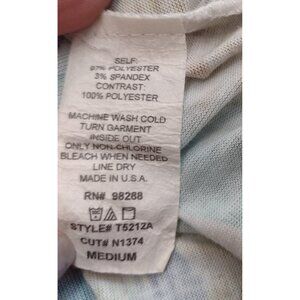 SELF:
97% POLYESTER
3% SPANDEX
CONTRAST:
100% POLYESTER
MACHINE WASH COLD
TURN GARMENT
INSIDE OUT
ONLY NON-CHLORINE
BLEACH WHEN NEEDED
LINE DRY
MADE IN U.S.A.
RN# 98288
STYLE# T5212A
CUT# N1374
MEDIUM